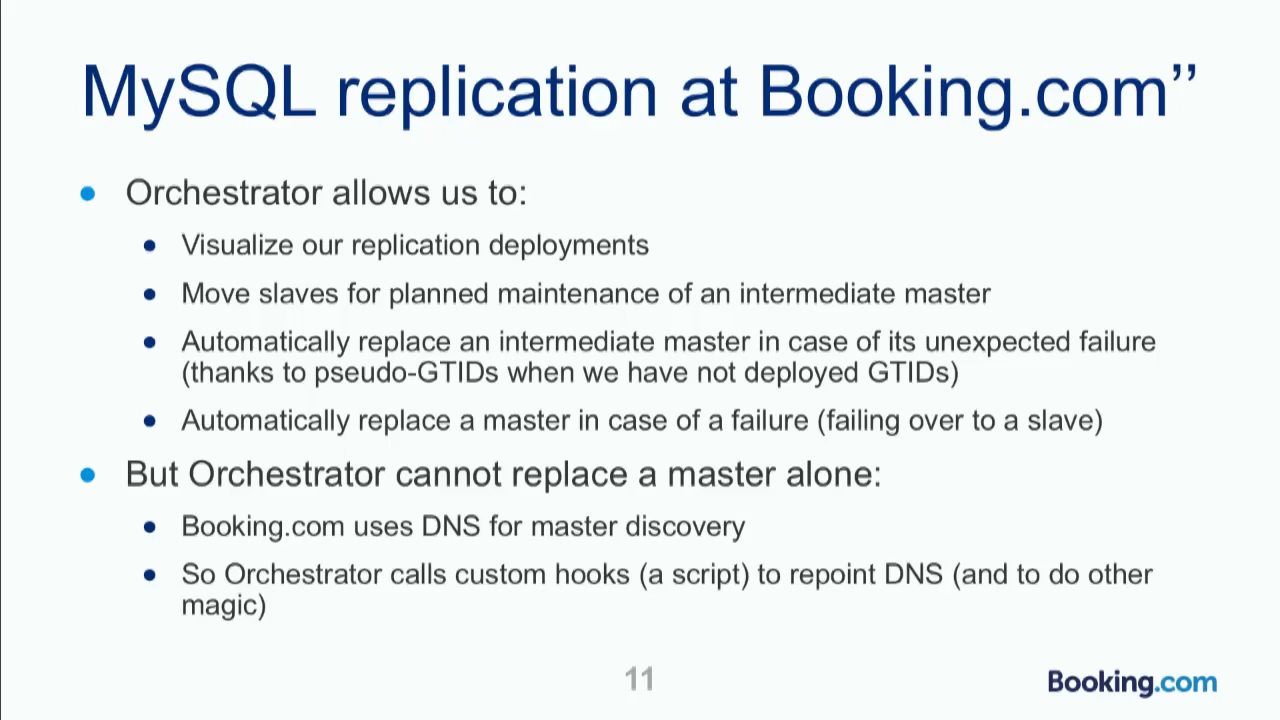 MySQL replication at Booking.com’’
Orchestrator allows us to:
Visualize our replication deployments
Move slaves for planned maintenance of an intermediate master
Automatically replace an intermediate master in case of its unexpected failure
(thanks to pseudo-GTIDs when we have not deployed GTIDs)
Automatically replace a master in case of a failure (failing over to a slave)
But Orchestrator cannot replace a master alone:
Booking.com uses DNS for master discovery
So Orchestrator calls custom hooks (a script) to repoint DNS (and to do other
magic)
11
Booking.com